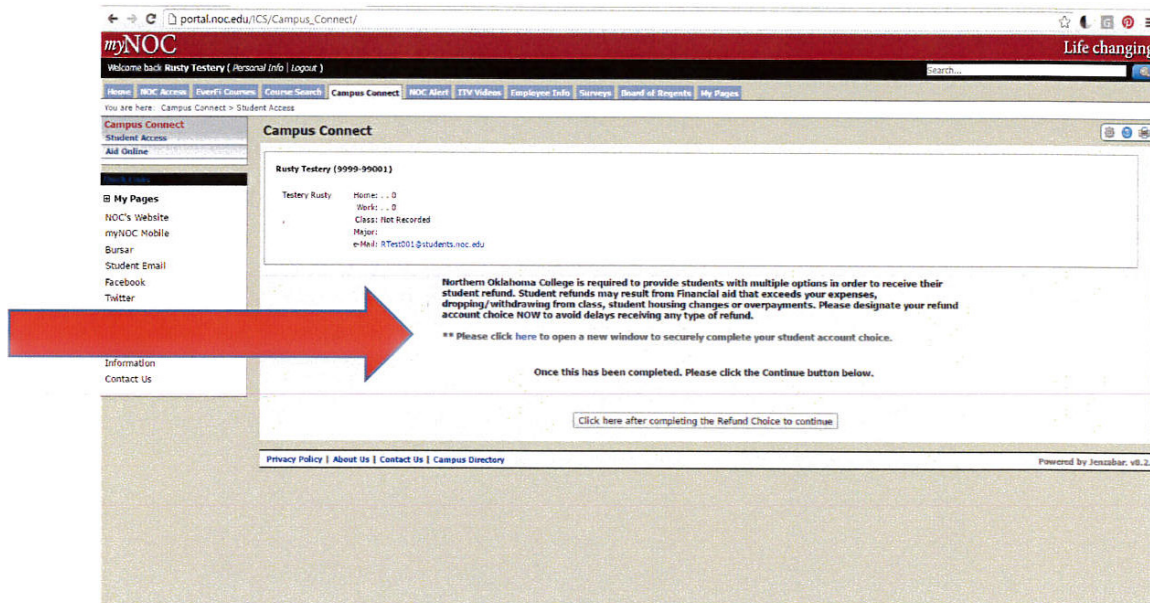 portal.noc.edu/ICS/Campus_Connect/
myNOC
Life changing
Welcome back Rusty Testery ( Personal Info | Logout )
Search...
Home NOC Access EverFi Courses Course Search Campus Connect NOC Alert ITV Videos Employee Info Surveys Board of Regents My Pages
You are here: Campus Connect > Student Access
Campus Connect
Student Access
Aid Online
Quick Links
My Pages
NOC's Website
myNOC Mobile
Bursar
Student Email
Facebook
Twitter
Information
Contact Us
Campus Connect
Rusty Testery (9999-99001)
Testery Rusty Home: . . 0
Work: . . 0
, Class: Not Recorded
Major:
e-Mail: RTest001@students.noc.edu
Northern Oklahoma College is required to provide students with multiple options in order to receive their
student refund. Student refunds may result from Financial aid that exceeds your expenses,
dropping/withdrawing from class, student housing changes or overpayments. Please designate your refund
account choice NOW to avoid delays receiving any type of refund.
** Please click here to open a new window to securely complete your student account choice.
Once this has been completed. Please click the Continue button below.
Click here after completing the Refund Choice to continue
Privacy Policy | About Us | Contact Us | Campus Directory
Powered by Jenzabar. v8.2.